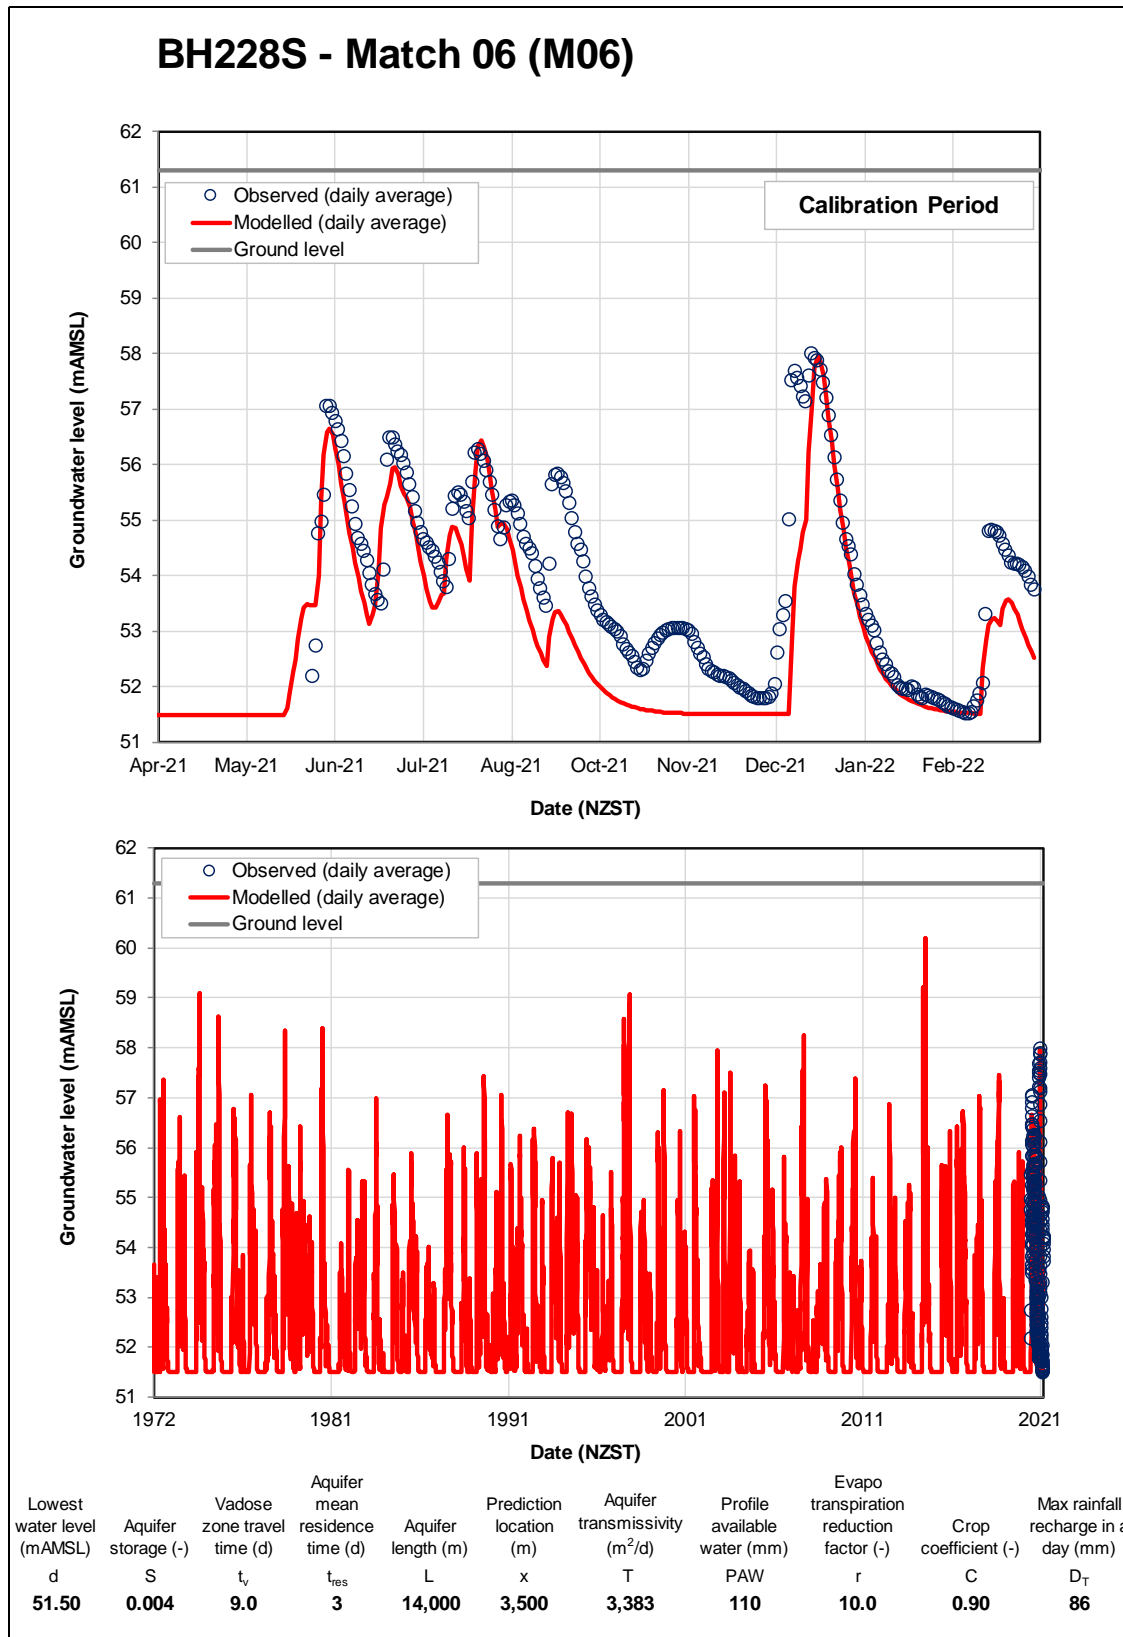 BH228S - Match 06 (M06)
62
61
60
59
58
57
56
55
54
53
52
51
Groundwater level (mAMSL)
Observed (daily average)
Modelled (daily average)
Ground level
Calibration Period
Apr-21 May-21 Jun-21 Jul-21 Aug-21 Oct-21 Nov-21 Dec-21 Jan-22 Feb-22
Date (NZST)
62
61
60
59
58
57
56
55
54
53
52
51
Groundwater level (mAMSL)
Observed (daily average)
Modelled (daily average)
Ground level
1972 1981 1991 2001 2011 2021
Date (NZST)
Lowest
water level
(mAMSL)
d
51.50
Aquifer
storage (-)
S
0.004
Vadose
zone travel
time (d)
t_v
9.0
Aquifer
mean
residence
time (d)
t_res
3
Aquifer
length (m)
L
14,000
Prediction
location
(m)
x
3,500
Aquifer
transmissivity
(m²/d)
T
3,383
Profile
available
water (mm)
PAW
110
Evapo
transpiration
reduction
factor (-)
r
10.0
Crop
coefficient (-)
C
0.90
Max rainfall
recharge in a
day (mm)
D_T
86